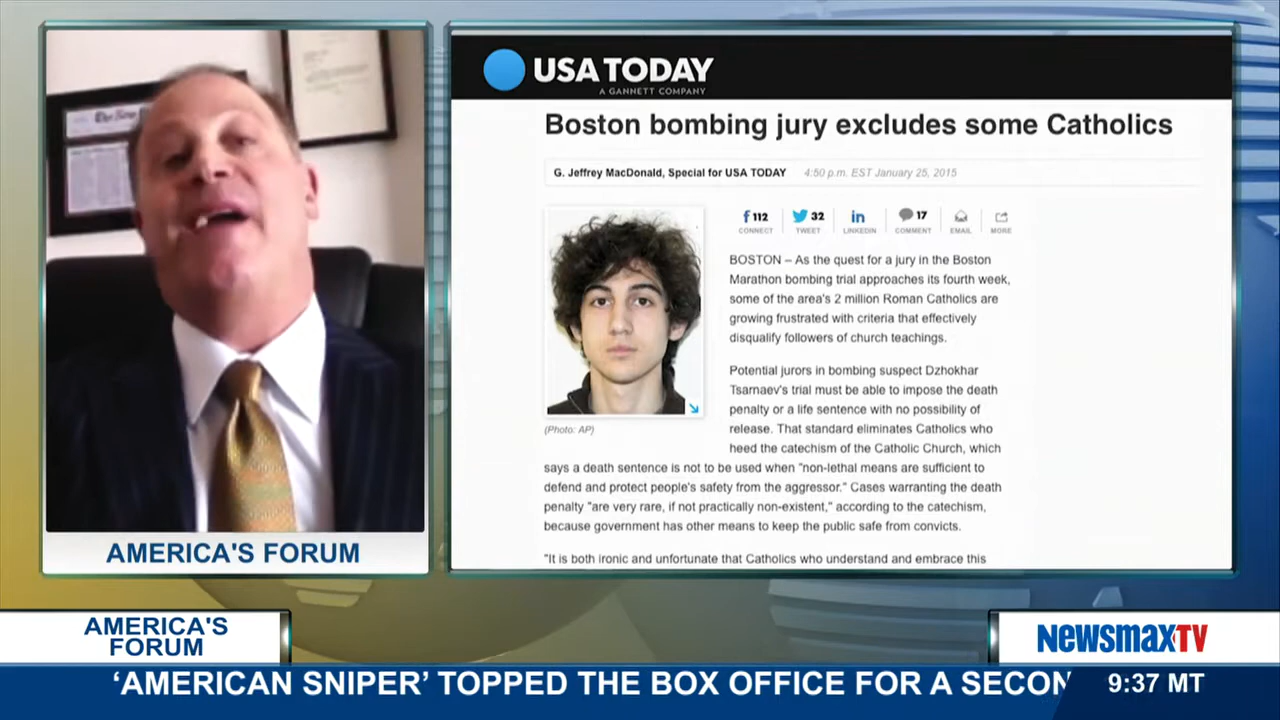 USA TODAY
A GANNETT COMPANY
Boston bombing jury excludes some Catholics
G. Jeffrey MacDonald, Special for USA TODAY 4:50 p.m. EST January 25, 2015
112
CONNECT
32
TWEET
in
LINKEDIN
17
COMMENT
EMAIL
MORE
BOSTON – As the quest for a jury in the Boston
Marathon bombing trial approaches its fourth week,
some of the area's 2 million Roman Catholics are
growing frustrated with criteria that effectively
disqualify followers of church teachings.
(Photo: AP)
Potential jurors in bombing suspect Dzhokhar
Tsarnaev's trial must be able to impose the death
penalty or a life sentence with no possibility of
release. That standard eliminates Catholics who
heed the catechism of the Catholic Church, which
says a death sentence is not to be used when "non-lethal means are sufficient to
defend and protect people's safety from the aggressor." Cases warranting the death
penalty "are very rare, if not practically non-existent," according to the catechism,
because government has other means to keep the public safe from convicts.
"It is both ironic and unfortunate that Catholics who understand and embrace this
AMERICA'S FORUM
AMERICA'S
FORUM
NEWSMAXTV
‘AMERICAN SNIPER’ TOPPED THE BOX OFFICE FOR A SECON
9:37 MT